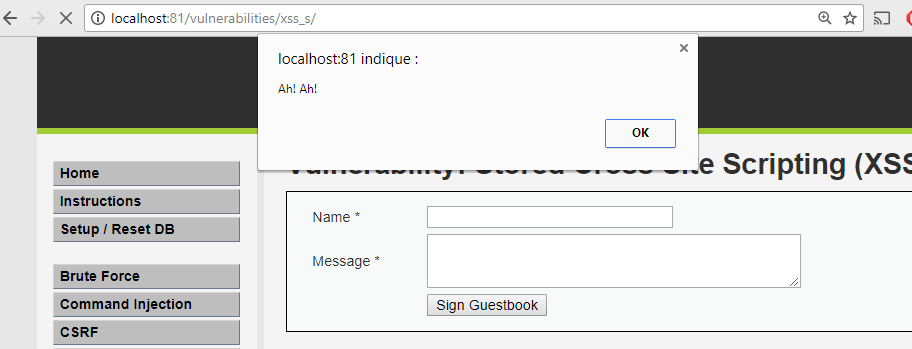 localhost:81/vulnerabilities/xss_s/
localhost:81 indique :
Ah! Ah!
OK
Vulnerability: Stored Cross Site Scripting (XSS
Home
Instructions
Setup / Reset DB
Brute Force
Command Injection
CSRF
Name *
Message *
Sign Guestbook